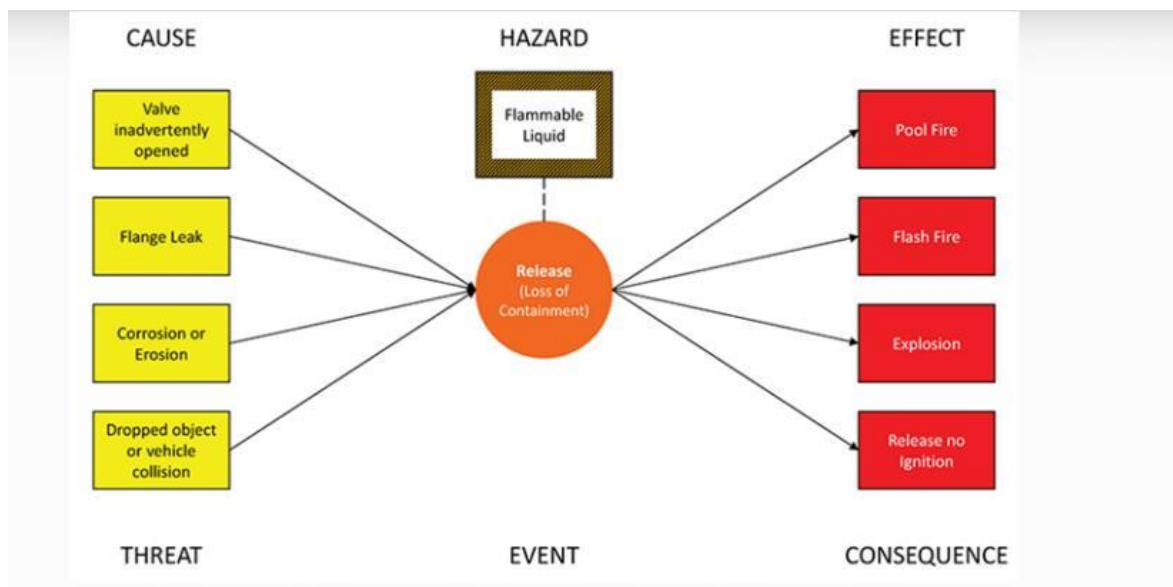 CAUSE
HAZARD
EFFECT
Valve
inadvertently
opened
Flange Leak
Corrosion or
Erosion
Dropped object
or vehicle
collision
Flammable
Liquid
Release
(Loss of
Containment)
Pool Fire
Flash Fire
Explosion
Release no
Ignition
THREAT
EVENT
CONSEQUENCE